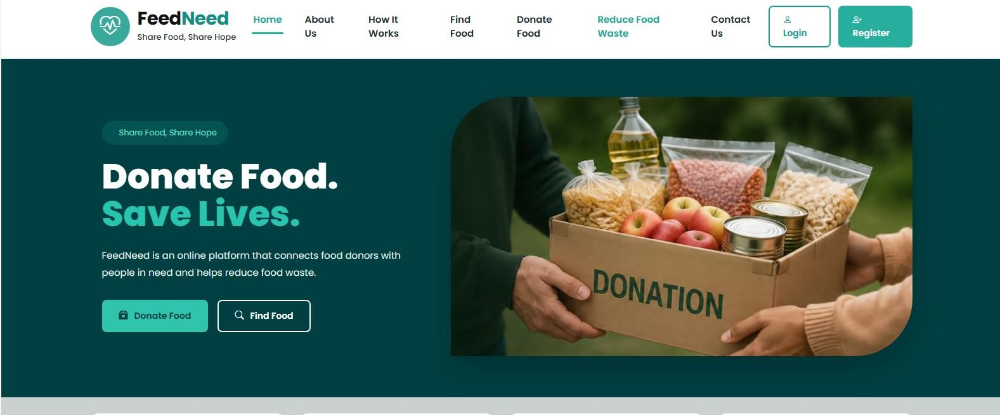 FeedNeed
Share Food, Share Hope
Home
About
Us
How It
Works
Find
Food
Donate
Food
Reduce Food
Waste
Contact
Us
Login
Register
Share Food, Share Hope
Donate Food.
Save Lives.
FeedNeed is an online platform that connects food donors with
people in need and helps reduce food waste.
Donate Food
Find Food
DONATION